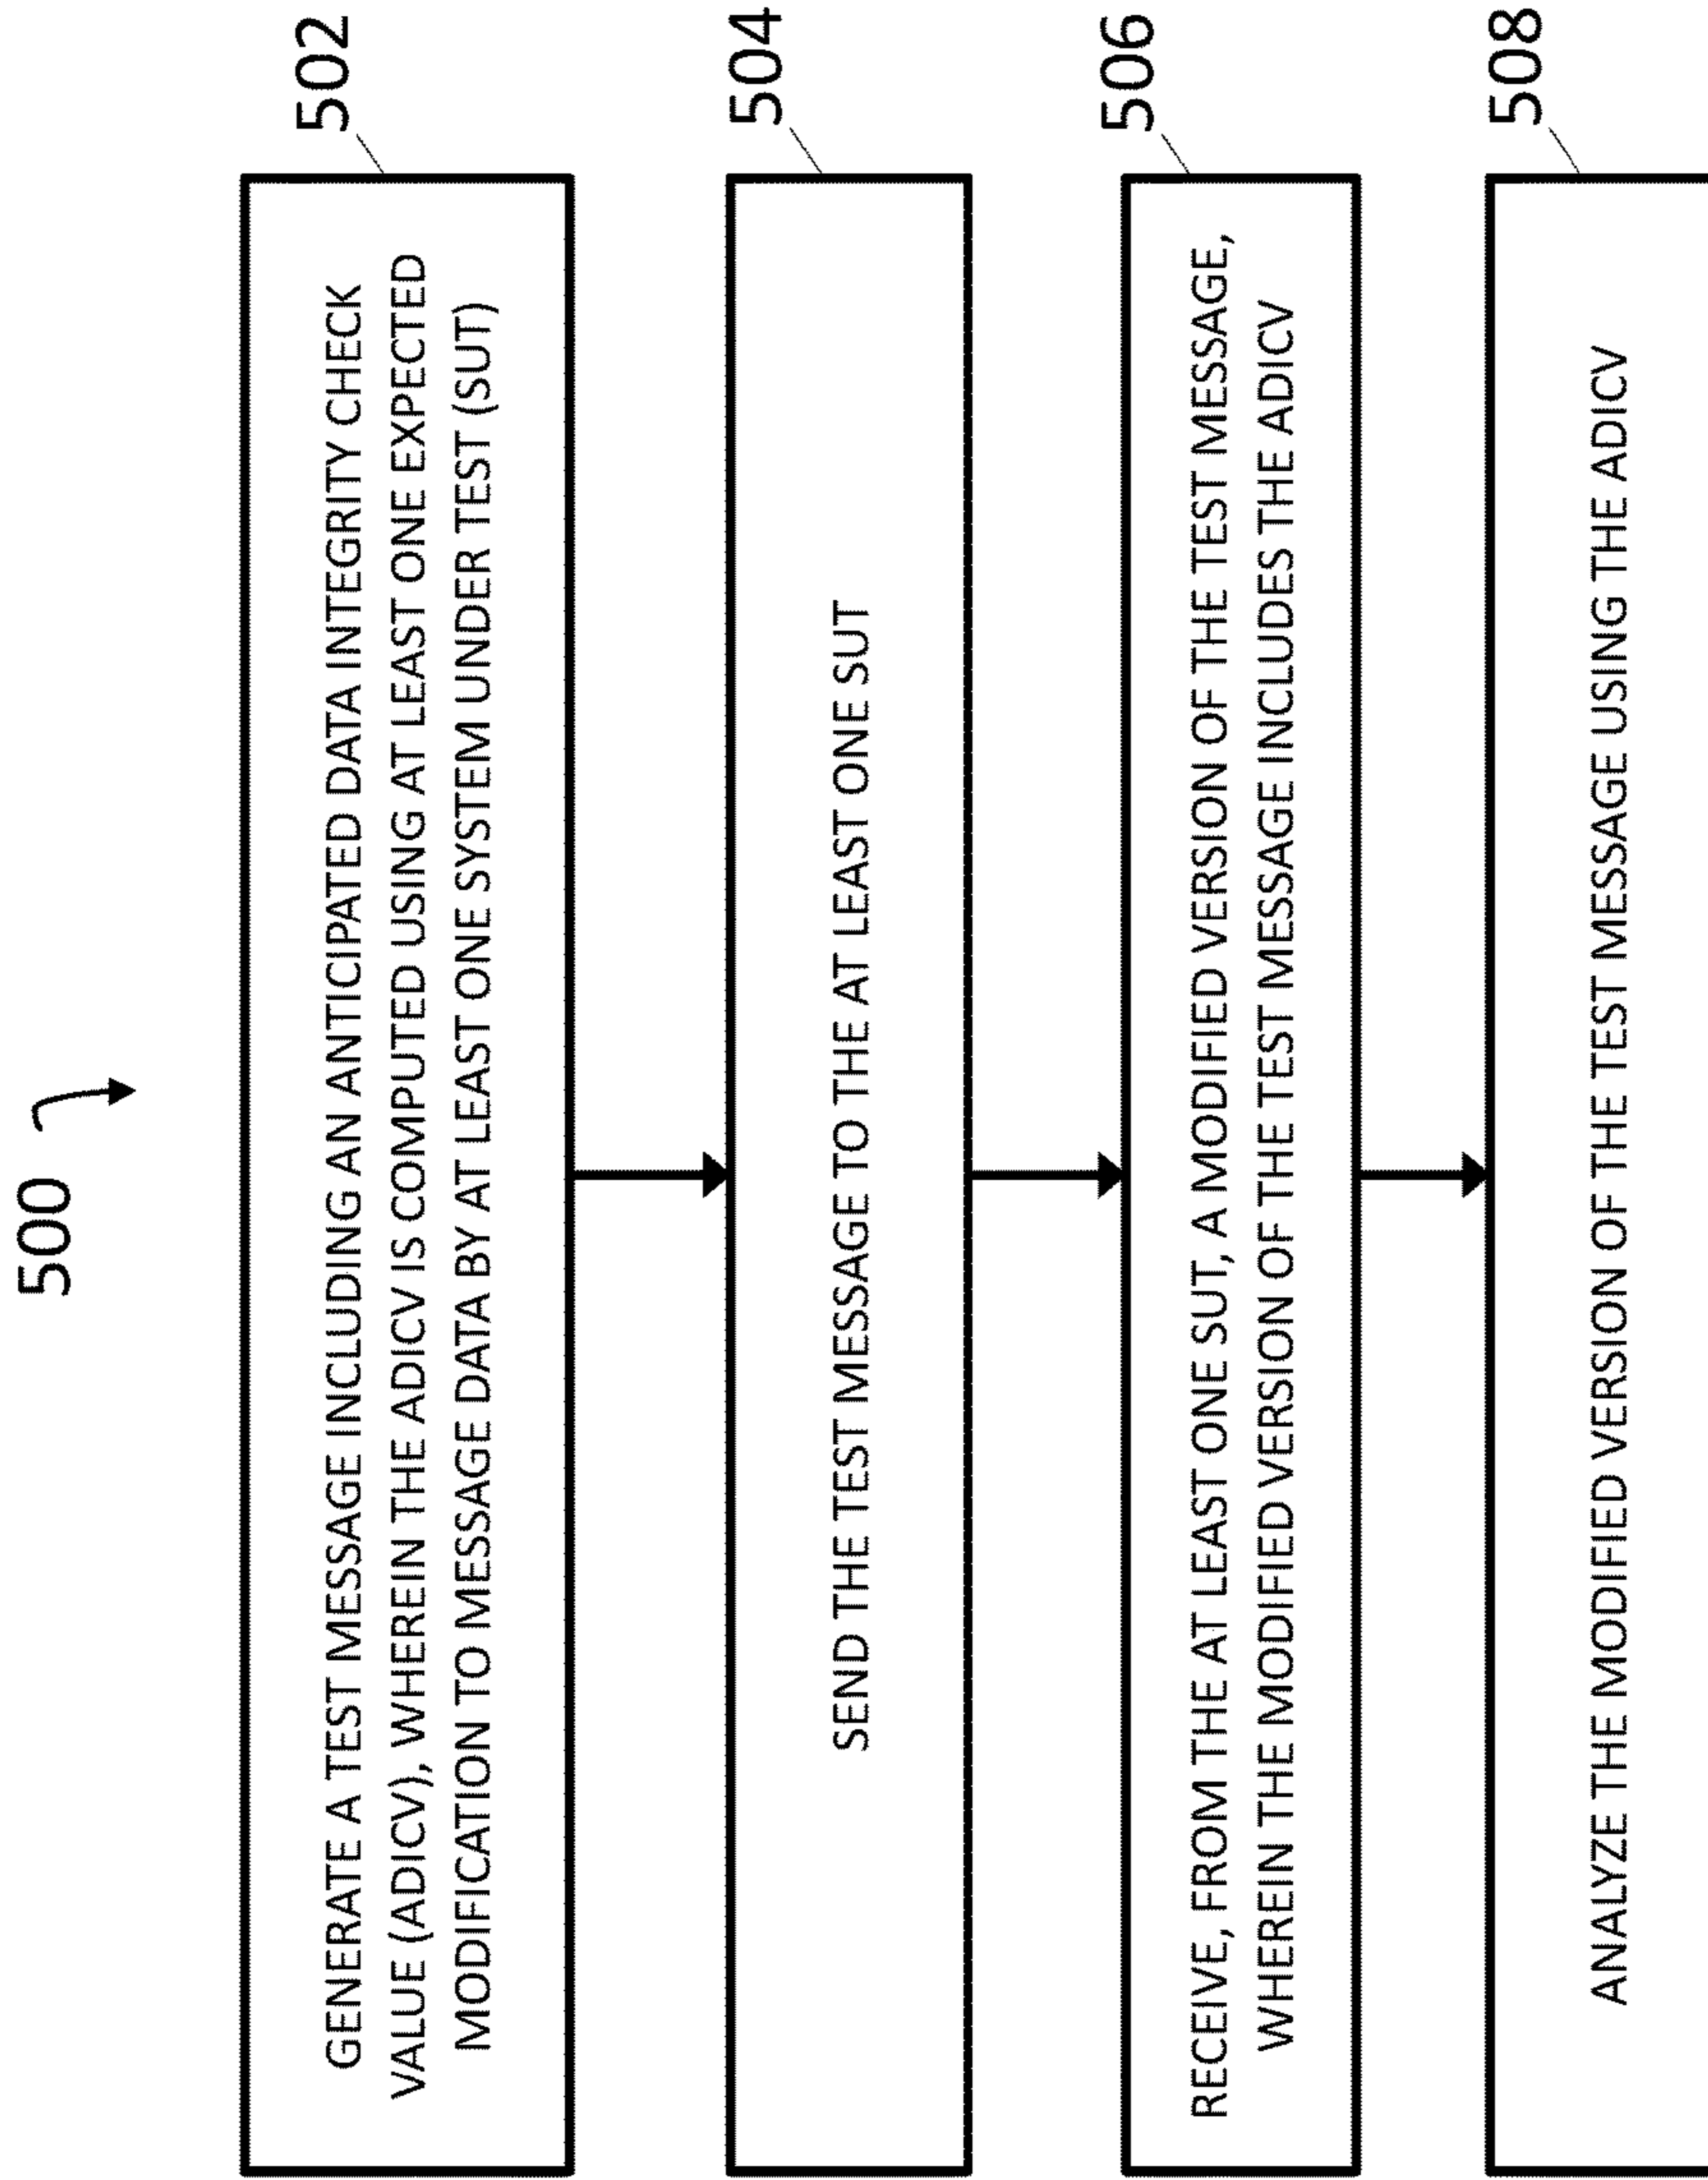 500
502
GENERATE A TEST MESSAGE INCLUDING AN ANTICIPATED DATA INTEGRITY CHECK
VALUE (ADICV), WHEREIN THE ADICV IS COMPUTED USING AT LEAST ONE EXPECTED
MODIFICATION TO MESSAGE DATA BY AT LEAST ONE SYSTEM UNDER TEST (SUT)
504
SEND THE TEST MESSAGE TO THE AT LEAST ONE SUT
506
RECEIVE, FROM THE AT LEAST ONE SUT, A MODIFIED VERSION OF THE TEST MESSAGE,
WHEREIN THE MODIFIED VERSION OF THE TEST MESSAGE INCLUDES THE ADICV
508
ANALYZE THE MODIFIED VERSION OF THE TEST MESSAGE USING THE ADICV